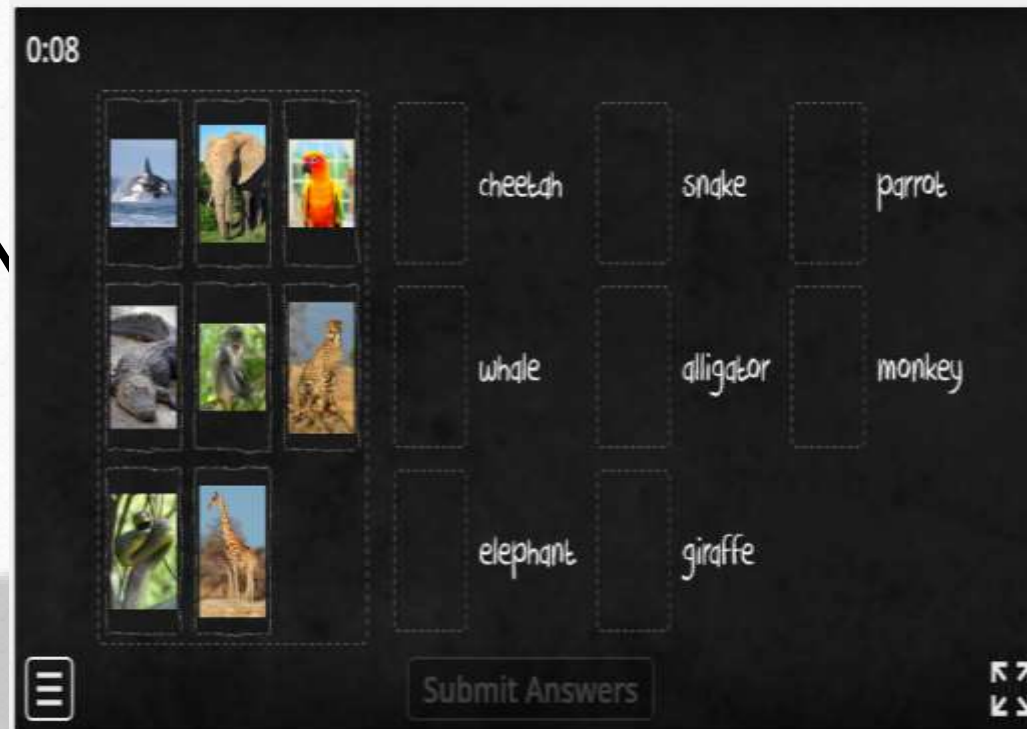 0:08
cheetah snake parrot
whale alligator monkey
elephant giraffe
Submit Answers